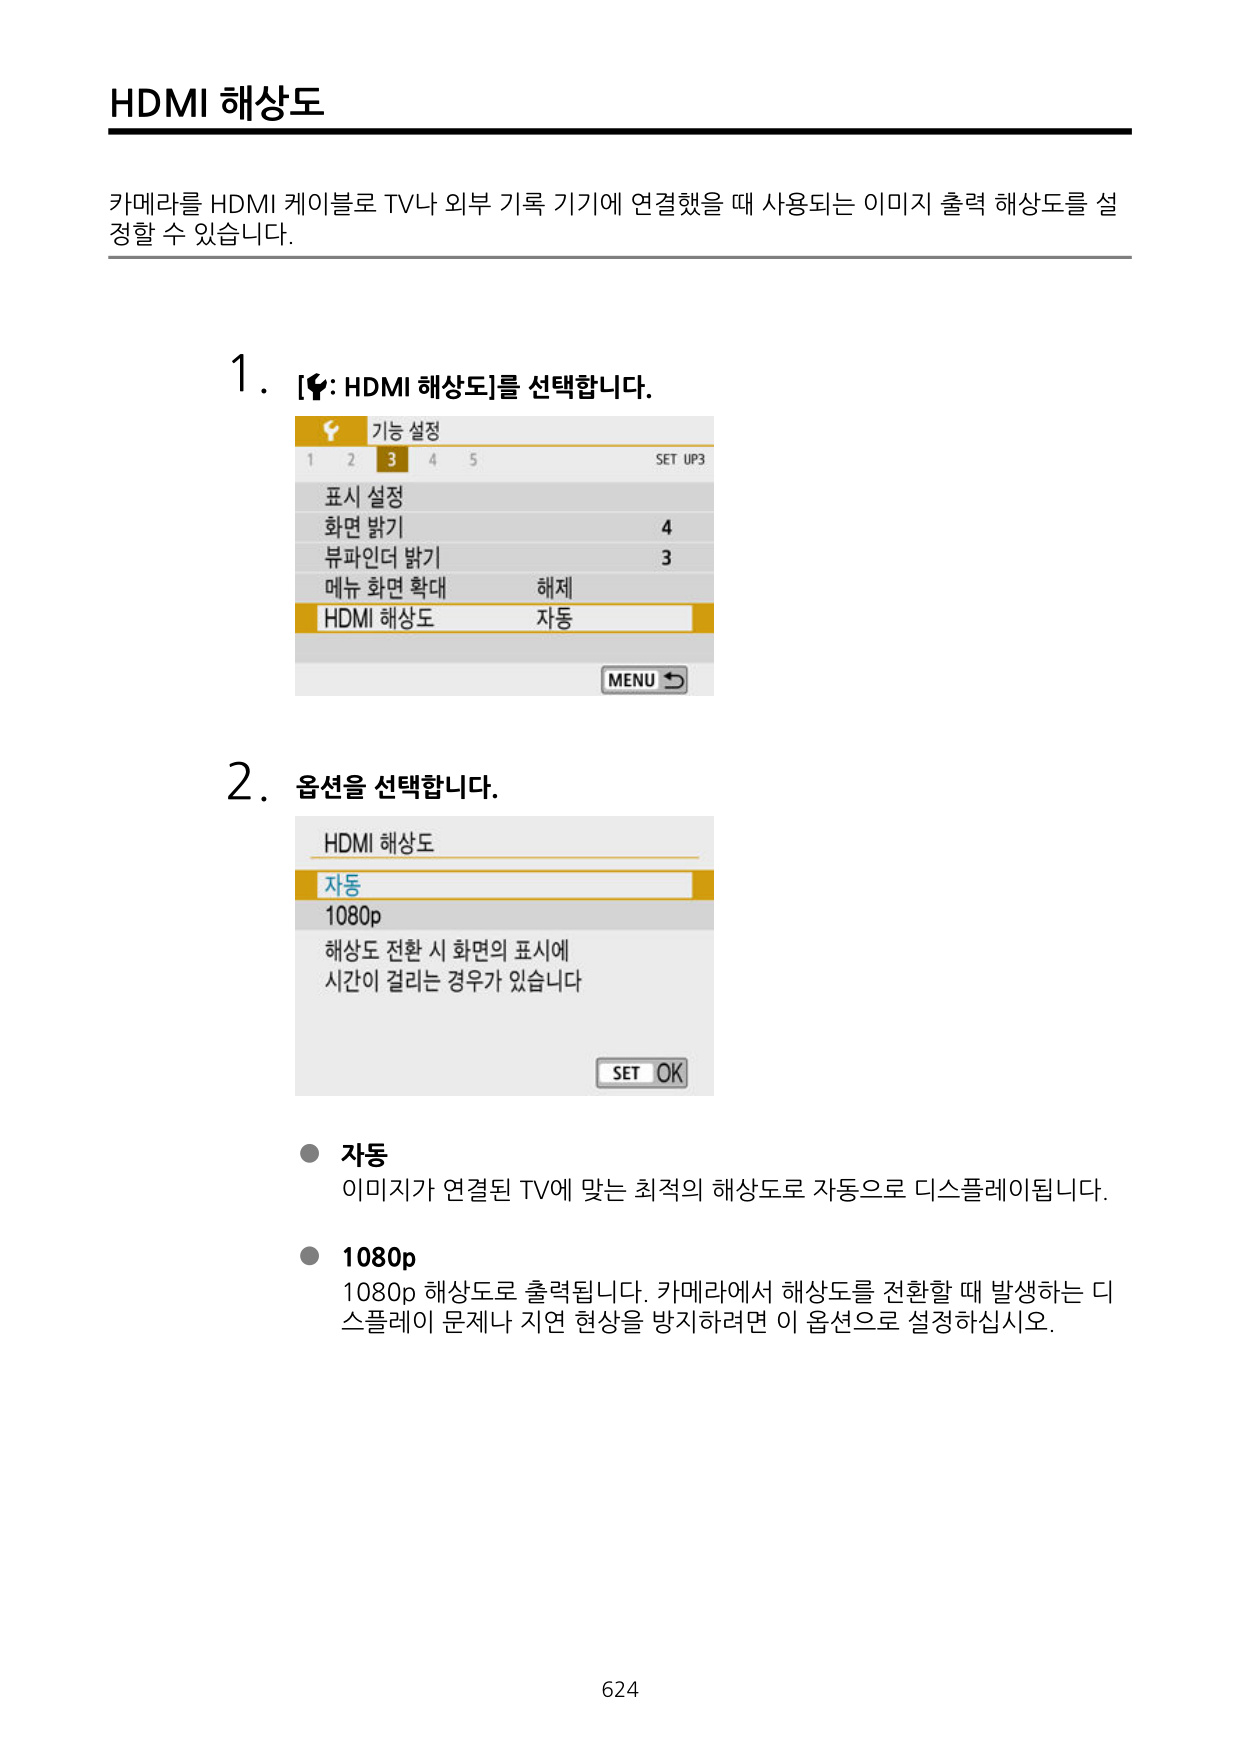 HDMI 해상도
카메라를 HDMI 케이블로 TV나 외부 기록 기기에 연결했을 때 사용되는 이미지 출력 해상도를 설
정할 수 있습니다.
1. [: HDMI 해상도]를 선택합니다.
기능 설정
1 2 3 4 5 SET UP3
표시 설정
화면 밝기 4
뷰파인더 밝기 3
메뉴 화면 확대 해제
HDMI 해상도 자동
MENU
2. 옵션을 선택합니다.
HDMI 해상도
자동
1080p
해상도 전환 시 화면의 표시에
시간이 걸리는 경우가 있습니다
SET OK
● 자동
이미지가 연결된 TV에 맞는 최적의 해상도로 자동으로 디스플레이됩니다.
● 1080p
1080p 해상도로 출력됩니다. 카메라에서 해상도를 전환할 때 발생하는 디
스플레이 문제나 지연 현상을 방지하려면 이 옵션으로 설정하십시오.
624